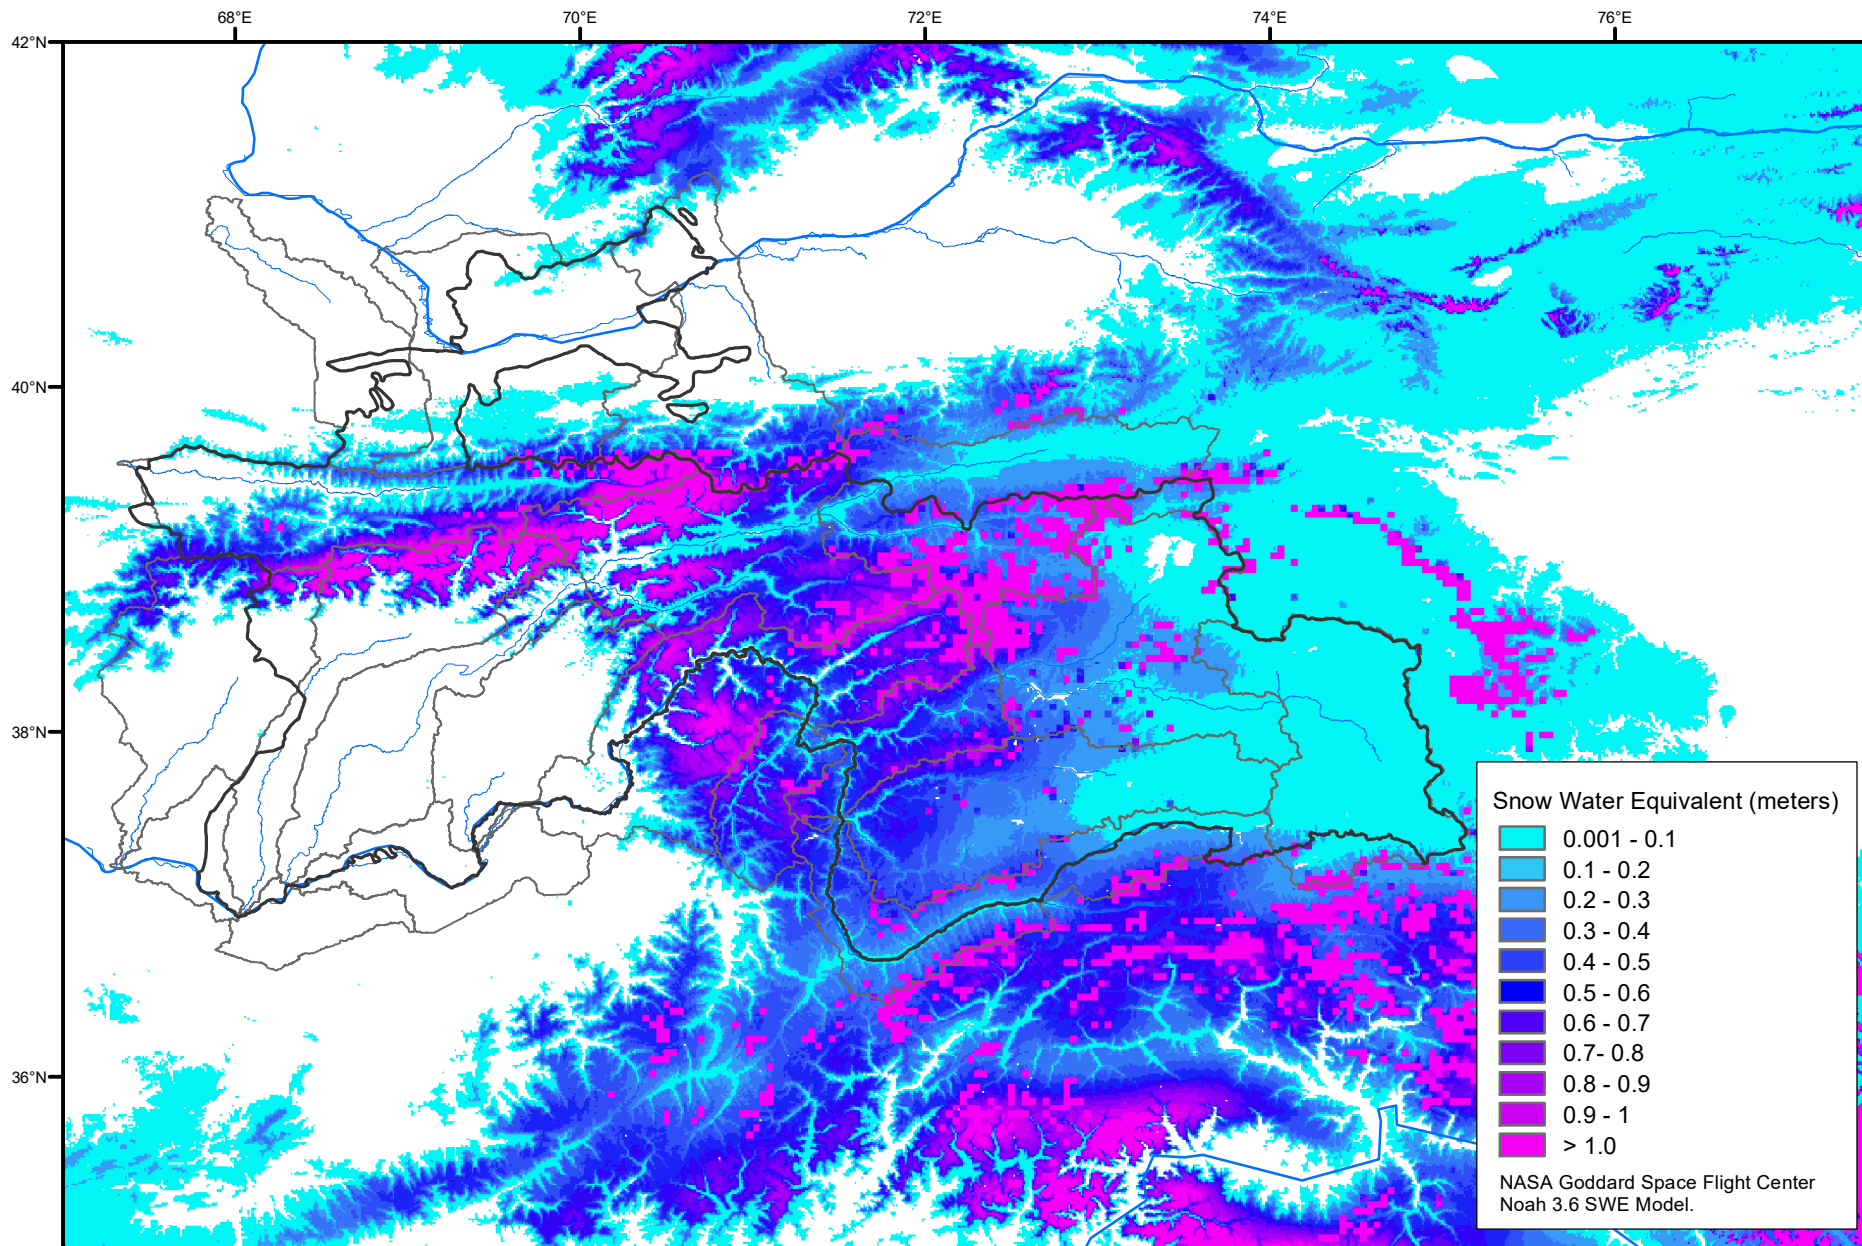 68°E 70°E 72°E 74°E 76°E
42°N
40°N
38°N
36°N
Snow Water Equivalent (meters)
0.001 - 0.1
0.1 - 0.2
0.2 - 0.3
0.3 - 0.4
0.4 - 0.5
0.5 - 0.6
0.6 - 0.7
0.7- 0.8
0.8 - 0.9
0.9 - 1
> 1.0
NASA Goddard Space Flight Center
Noah 3.6 SWE Model.